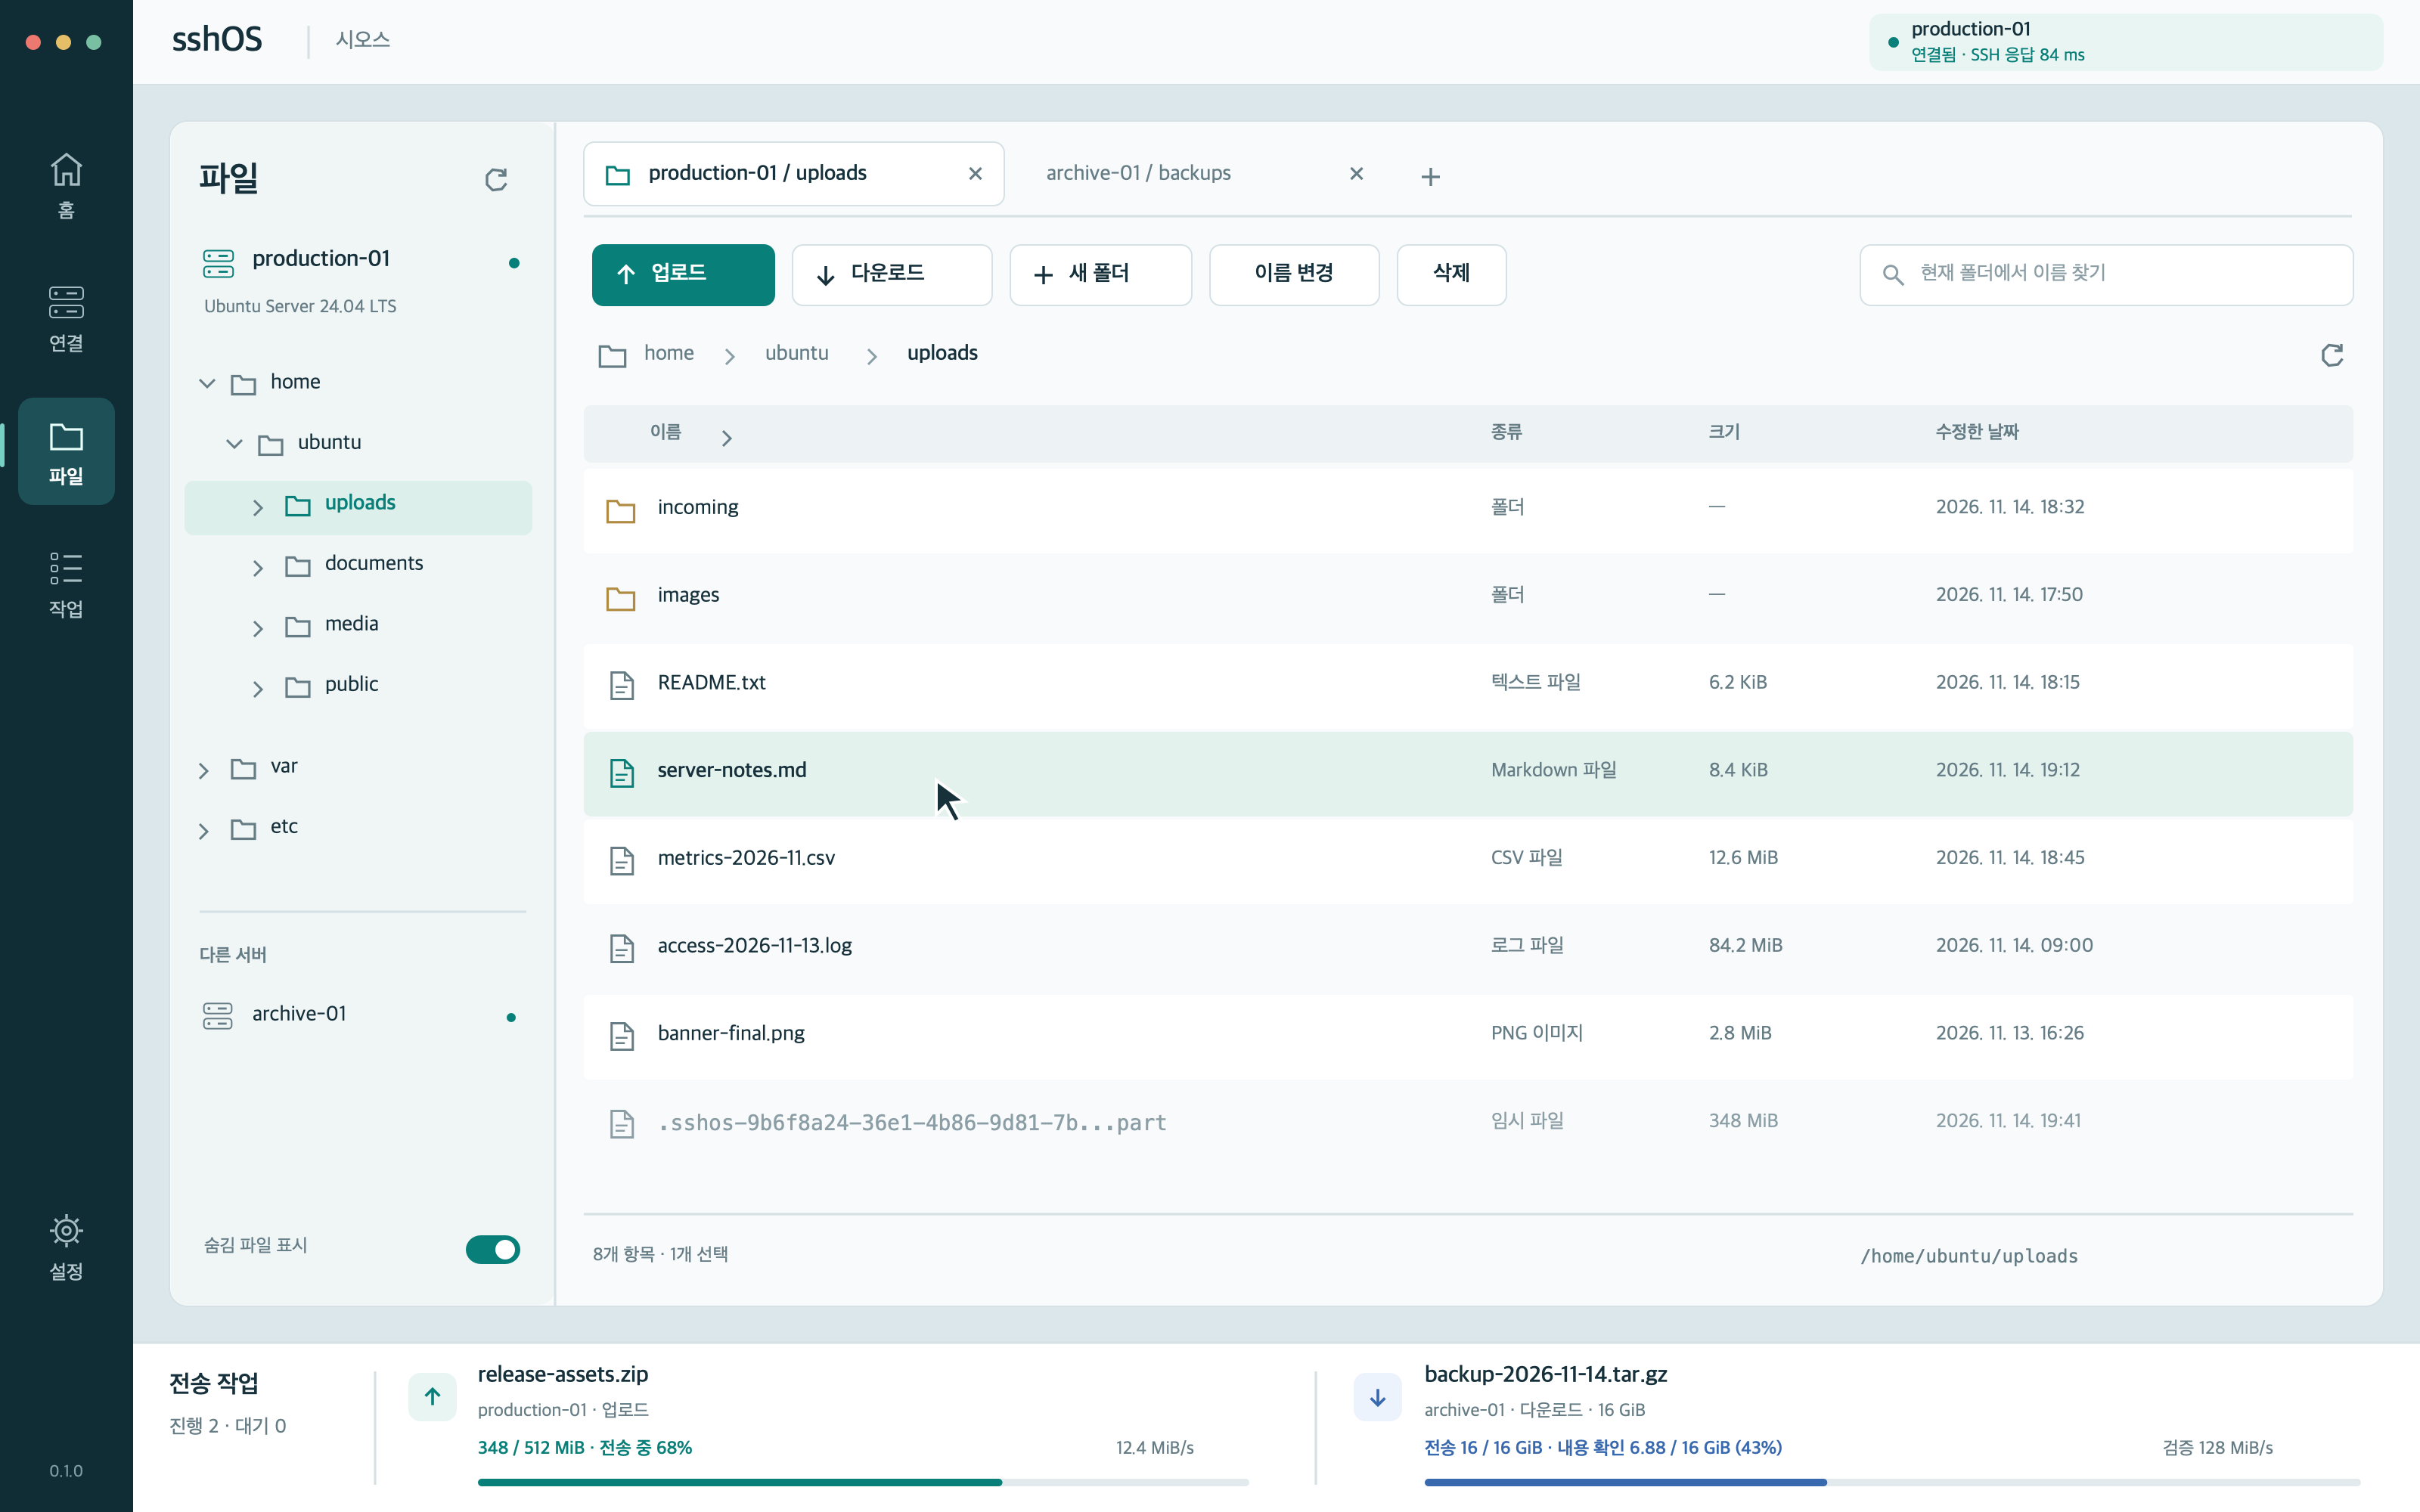 sshOS
시오스
production-01
연결됨 · SSH 응답 84 ms
홈
연결
파일
작업
설정
0.1.0
파일
production-01
Ubuntu Server 24.04 LTS
home
ubuntu
uploads
documents
media
public
var
etc
다른 서버
archive-01
숨김 파일 표시
production-01 / uploads
archive-01 / backups
업로드
다운로드
새 폴더
이름 변경
삭제
현재 폴더에서 이름 찾기
home ubuntu uploads
이름 종류 크기 수정한 날짜
incoming 폴더 — 2026. 11. 14. 18:32
images 폴더 — 2026. 11. 14. 17:50
README.txt 텍스트 파일 6.2 KiB 2026. 11. 14. 18:15
server-notes.md Markdown 파일 8.4 KiB 2026. 11. 14. 19:12
metrics-2026-11.csv CSV 파일 12.6 MiB 2026. 11. 14. 18:45
access-2026-11-13.log 로그 파일 84.2 MiB 2026. 11. 14. 09:00
banner-final.png PNG 이미지 2.8 MiB 2026. 11. 13. 16:26
.sshos-9b6f8a24-36e1-4b86-9d81-7b...part 임시 파일 348 MiB 2026. 11. 14. 19:41
8개 항목 · 1개 선택
/home/ubuntu/uploads
전송 작업
진행 2 · 대기 0
release-assets.zip
production-01 · 업로드
348 / 512 MiB · 전송 중 68%
12.4 MiB/s
backup-2026-11-14.tar.gz
archive-01 · 다운로드 · 16 GiB
전송 16 / 16 GiB · 내용 확인 6.88 / 16 GiB (43%)
검증 128 MiB/s